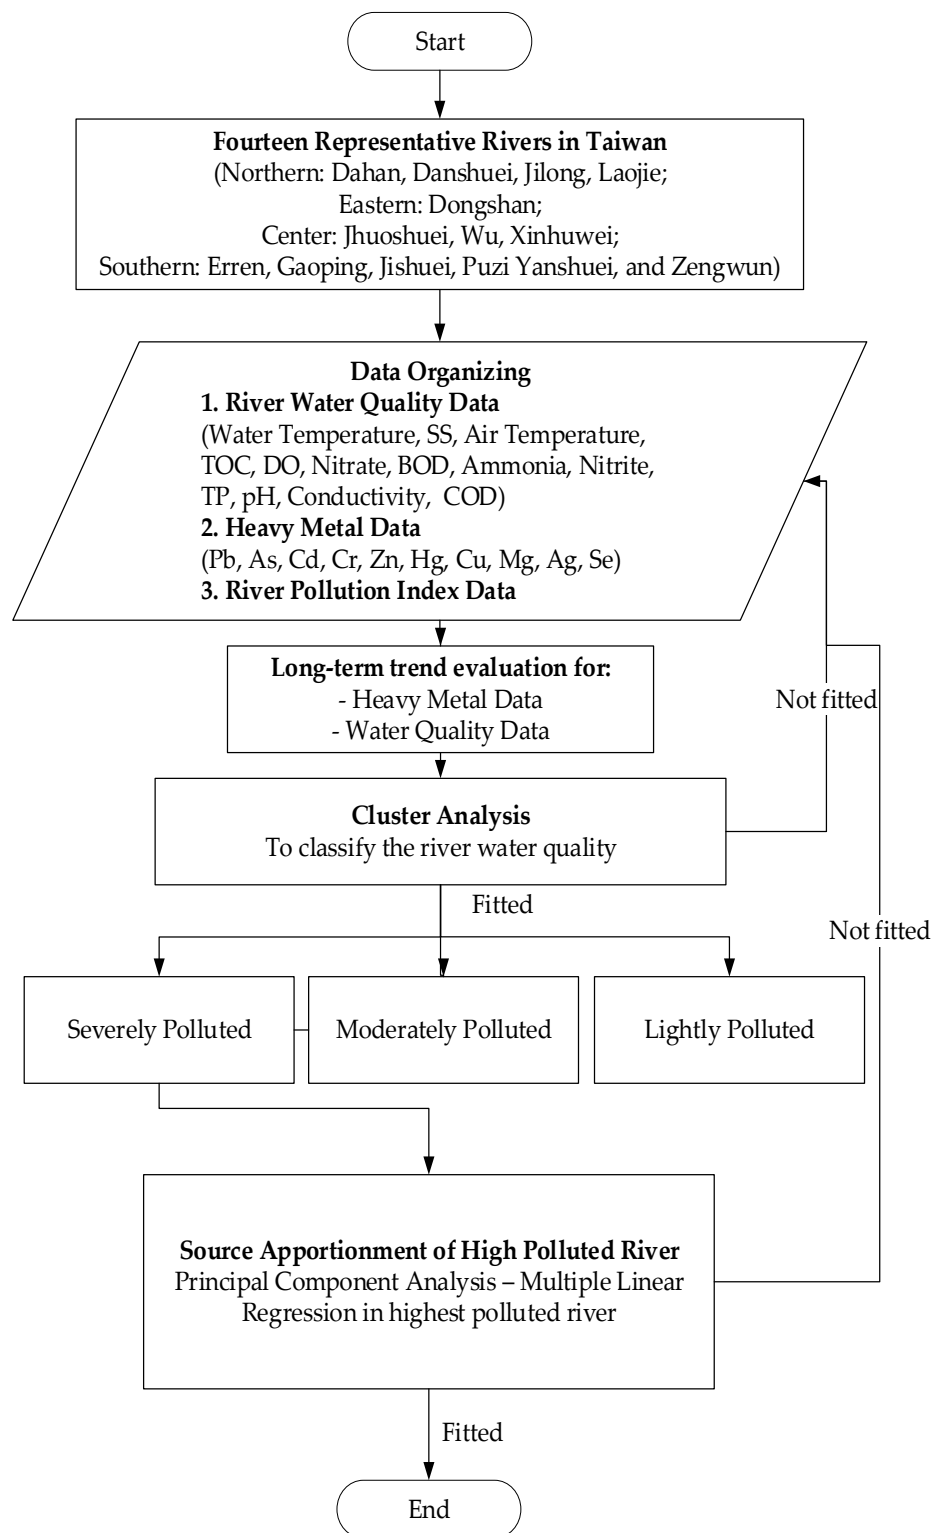 Start
Fourteen Representative Rivers in Taiwan
(Northern: Dahan, Danshuei, Jilong, Laojie;
Eastern: Dongshan;
Center: Jhuoshuei, Wu, Xinhuwei;
Southern: Erren, Gaoping, Jishuei, Puzi Yanshuei, and Zengwun)
Data Organizing
1. River Water Quality Data
(Water Temperature, SS, Air Temperature,
TOC, DO, Nitrate, BOD, Ammonia, Nitrite,
TP, pH, Conductivity, COD)
2. Heavy Metal Data
(Pb, As, Cd, Cr, Zn, Hg, Cu, Mg, Ag, Se)
3. River Pollution Index Data
Long-term trend evaluation for:
- Heavy Metal Data
- Water Quality Data
Not fitted
Cluster Analysis
To classify the river water quality
Fitted
Not fitted
Severely Polluted
Moderately Polluted
Lightly Polluted
Source Apportionment of High Polluted River
Principal Component Analysis – Multiple Linear
Regression in highest polluted river
Fitted
End